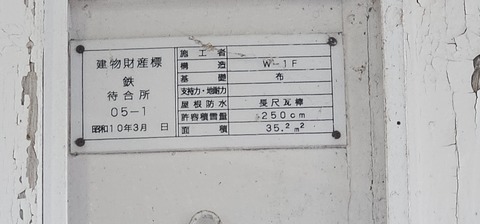 建物財産標
鉄
待合所
05-1
昭和10年3月 日
施工者
構造 W-1F
基礎 布
支持力・地耐力
屋根防水 長尺瓦棒
許容積雪量 250cm
面積 35.2m²